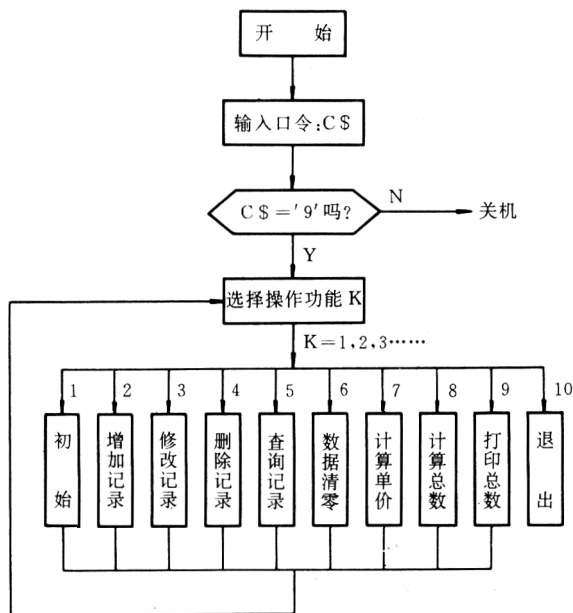 开 始
输入口令:C$
C$='9'吗?
N
关机
Y
选择操作功能K
K=1,2,3……
1
2
3
4
5
6
7
8
9
10
初始
增加记录
修改记录
删除记录
查询记录
数据清零
计算单价
计算总数
打印总数
退出